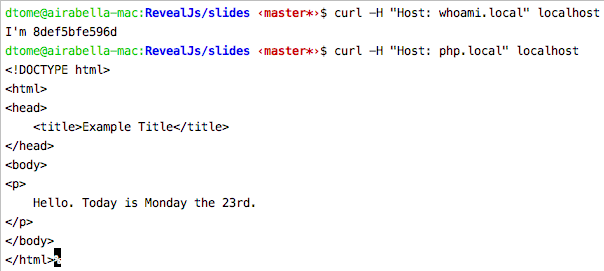 dtome@airabella-mac:RevealJs/slides ‹master*›$ curl -H "Host: whoami.local" localhost
I'm 8def5bfe596d
dtome@airabella-mac:RevealJs/slides ‹master*›$ curl -H "Host: php.local" localhost
<!DOCTYPE html>
<html>
<head>
    <title>Example Title</title>
</head>
<body>
<p>
    Hello. Today is Monday the 23rd.
</p>
</body>
</html>%